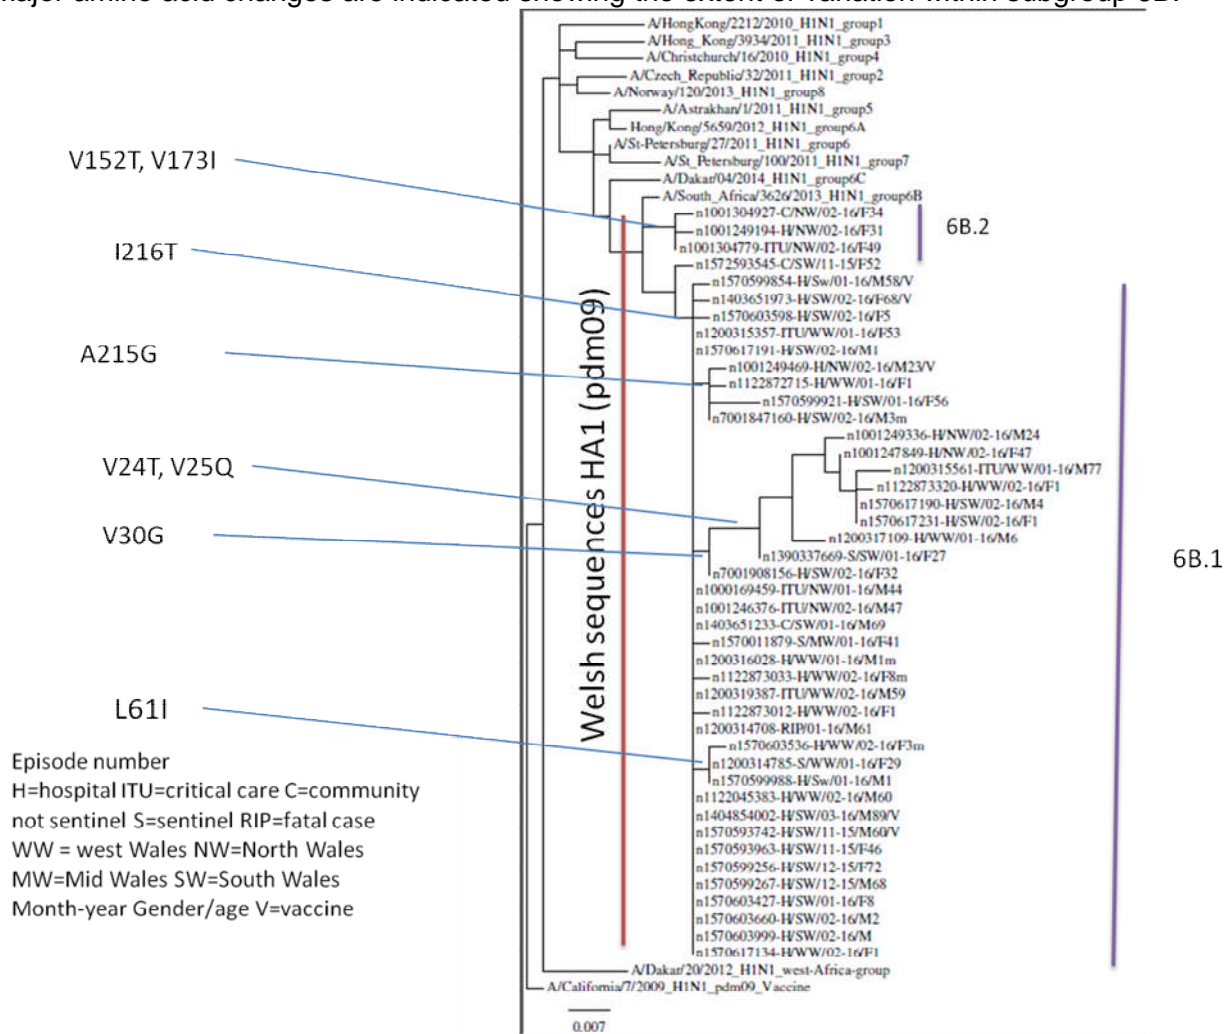 major amino acid changes are indicated showing the extent of variation within subgroup 6B.
A/HongKong/2212/2010_H1N1_group1
A/Hong_Kong/3934/2011_H1N1_group3
A/Christchurch/16/2010_H1N1_group4
A/Czech_Republic/32/2011_H1N1_group2
A/Norway/120/2013_H1N1_group8
A/Astrakhan/1/2011_H1N1_group5
Hong/Kong/5659/2012_H1N1_group6A
A/St-Petersburg/27/2011_H1N1_group6
A/St_Petersburg/100/2011_H1N1_group7
A/Dakar/04/2014_H1N1_group6C
A/South_Africa/3626/2013_H1N1_group6B
n1001304927-C/NW/02-16/F34
n1001249194-H/NW/02-16/F31
n1001304779-ITU/NW/02-16/F49
n1572593545-C/SW/11-15/F52
n1570599854-H/Sw/01-16/M58/V
n1403651973-H/SW/02-16/F68/V
n1570603598-H/SW/02-16/F5
n1200315357-ITU/WW/01-16/F53
n1570617191-H/SW/02-16/M1
n1001249469-H/NW/02-16/M23/V
n1122872715-H/WW/01-16/F1
n1570599921-H/SW/01-16/F56
n7001847160-H/SW/02-16/M3m
n1001249336-H/NW/02-16/M24
n1001247849-H/NW/02-16/F47
n1200315561-ITU/WW/01-16/M77
n1122873320-H/WW/02-16/F1
n1570617190-H/SW/02-16/M4
n1570617231-H/SW/02-16/F1
n1200317109-H/WW/01-16/M6
n1390337669-S/SW/01-16/F27
n7001908156-H/SW/02-16/F32
n1000169459-ITU/NW/01-16/M44
n1001246376-ITU/NW/02-16/M47
n1403651233-C/SW/01-16/M69
n1570011879-S/MW/01-16/F41
n1200316028-H/WW/01-16/M1m
n1122873033-H/WW/02-16/F8m
n1200319387-ITU/WW/02-16/M59
n1122873012-H/WW/02-16/F1
n1200314708-RIP/01-16/M61
n1570603536-H/WW/02-16/F3m
n1200314785-S/WW/01-16/F29
n1570599988-H/Sw/01-16/M1
n1122045383-H/WW/02-16/M60
n1404854002-H/SW/03-16/M89/V
n1570593742-H/SW/11-15/M60/V
n1570593963-H/SW/11-15/F46
n1570599256-H/SW/12-15/F72
n1570599267-H/SW/12-15/M68
n1570603427-H/SW/01-16/F8
n1570603660-H/SW/02-16/M2
n1570603999-H/SW/02-16/M
n1570617134-H/WW/02-16/F1
A/Dakar/20/2012_H1N1_west-Africa-group
A/California/7/2009_H1N1_pdm09_Vaccine
0.007
V152T, V173I
I216T
A215G
V24T, V25Q
V30G
L61I
Welsh sequences HA1 (pdm09)
6B.2
6B.1
Episode number
H=hospital ITU=critical care C=community
not sentinel S=sentinel RIP=fatal case
WW = west Wales NW=North Wales
MW=Mid Wales SW=South Wales
Month-year Gender/age V=vaccine